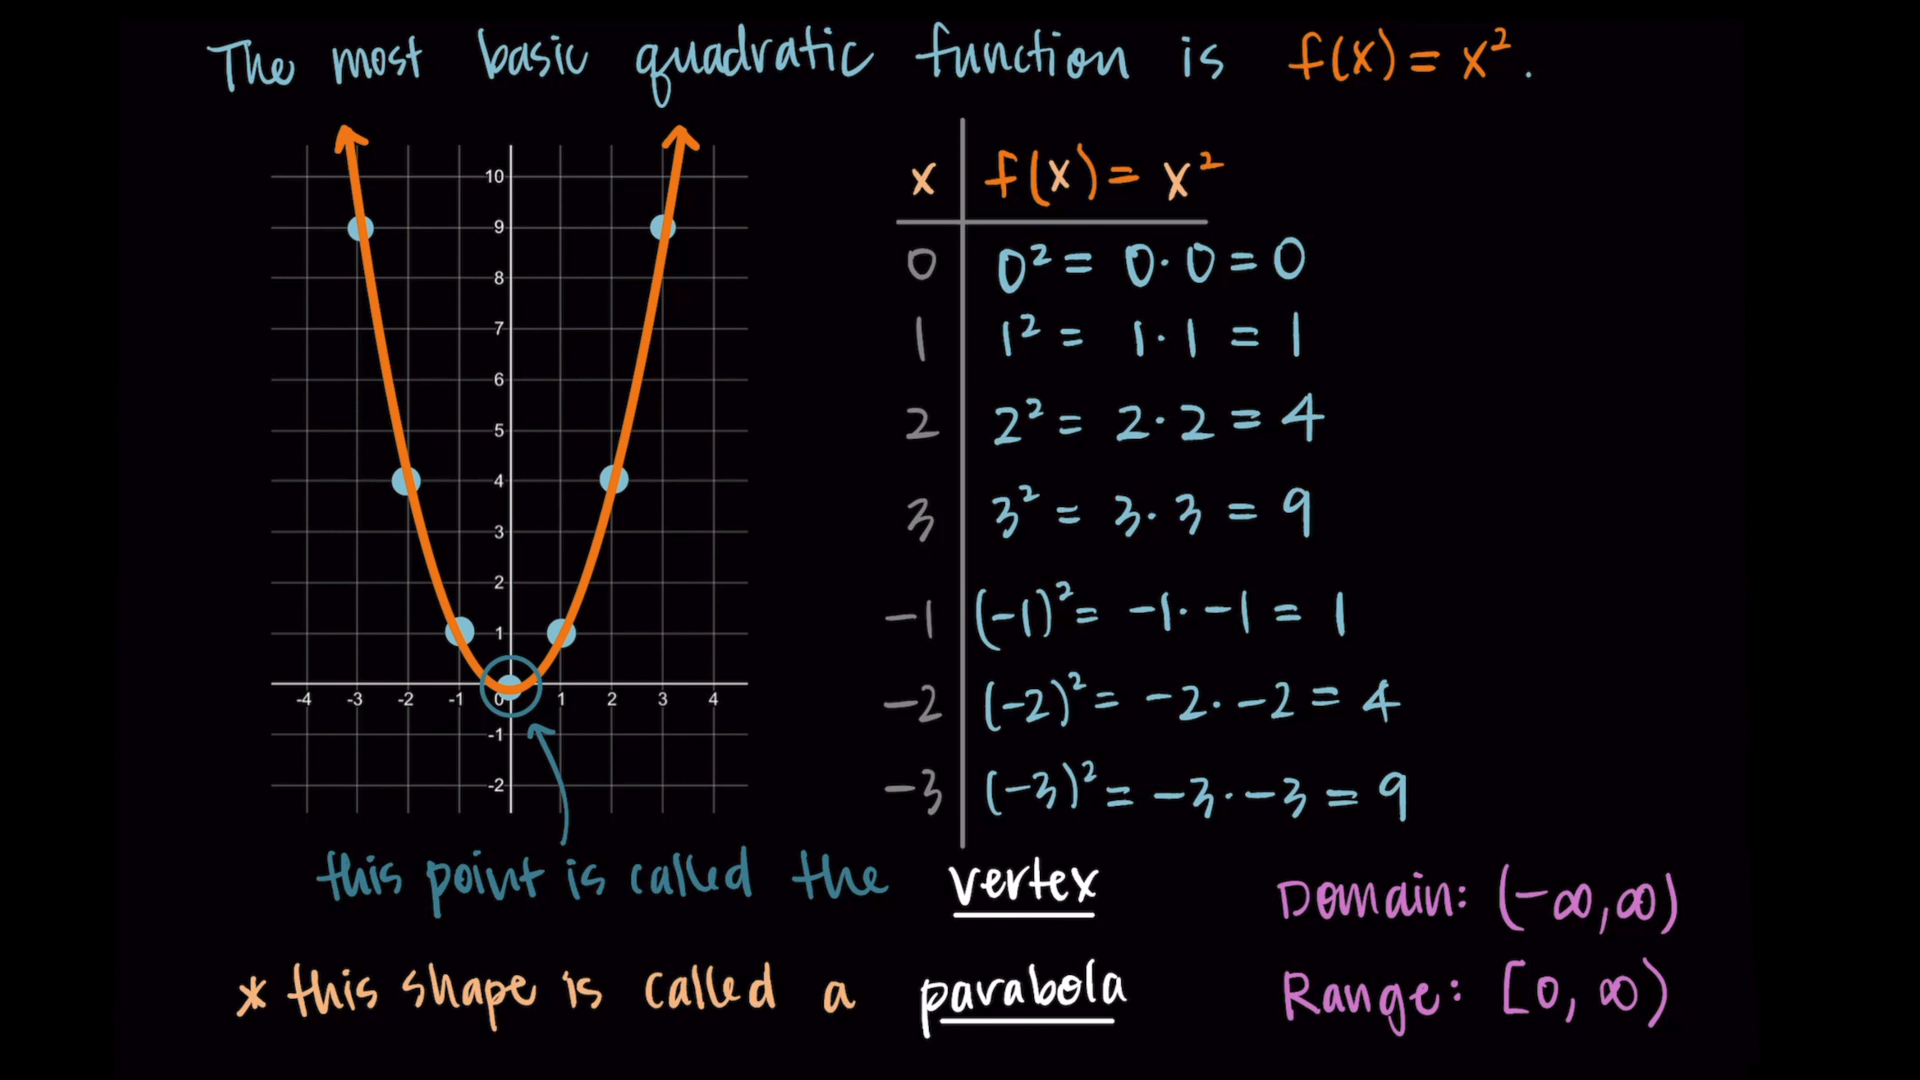 The most basic quadratic function is f(x) = x².
10
9
8
7
6
5
4
3
2
1
-4 -3 -2 -1 0 1 2 3 4
-1
-2
x f(x) = x²
0 0² = 0·0 = 0
1 1² = 1·1 = 1
2 2² = 2·2 = 4
3 3² = 3·3 = 9
-1 (-1)² = -1·-1 = 1
-2 (-2)² = -2·-2 = 4
-3 (-3)² = -3·-3 = 9
this point is called the vertex
* this shape is called a parabola
Domain: (-∞,∞)
Range: [0, ∞)